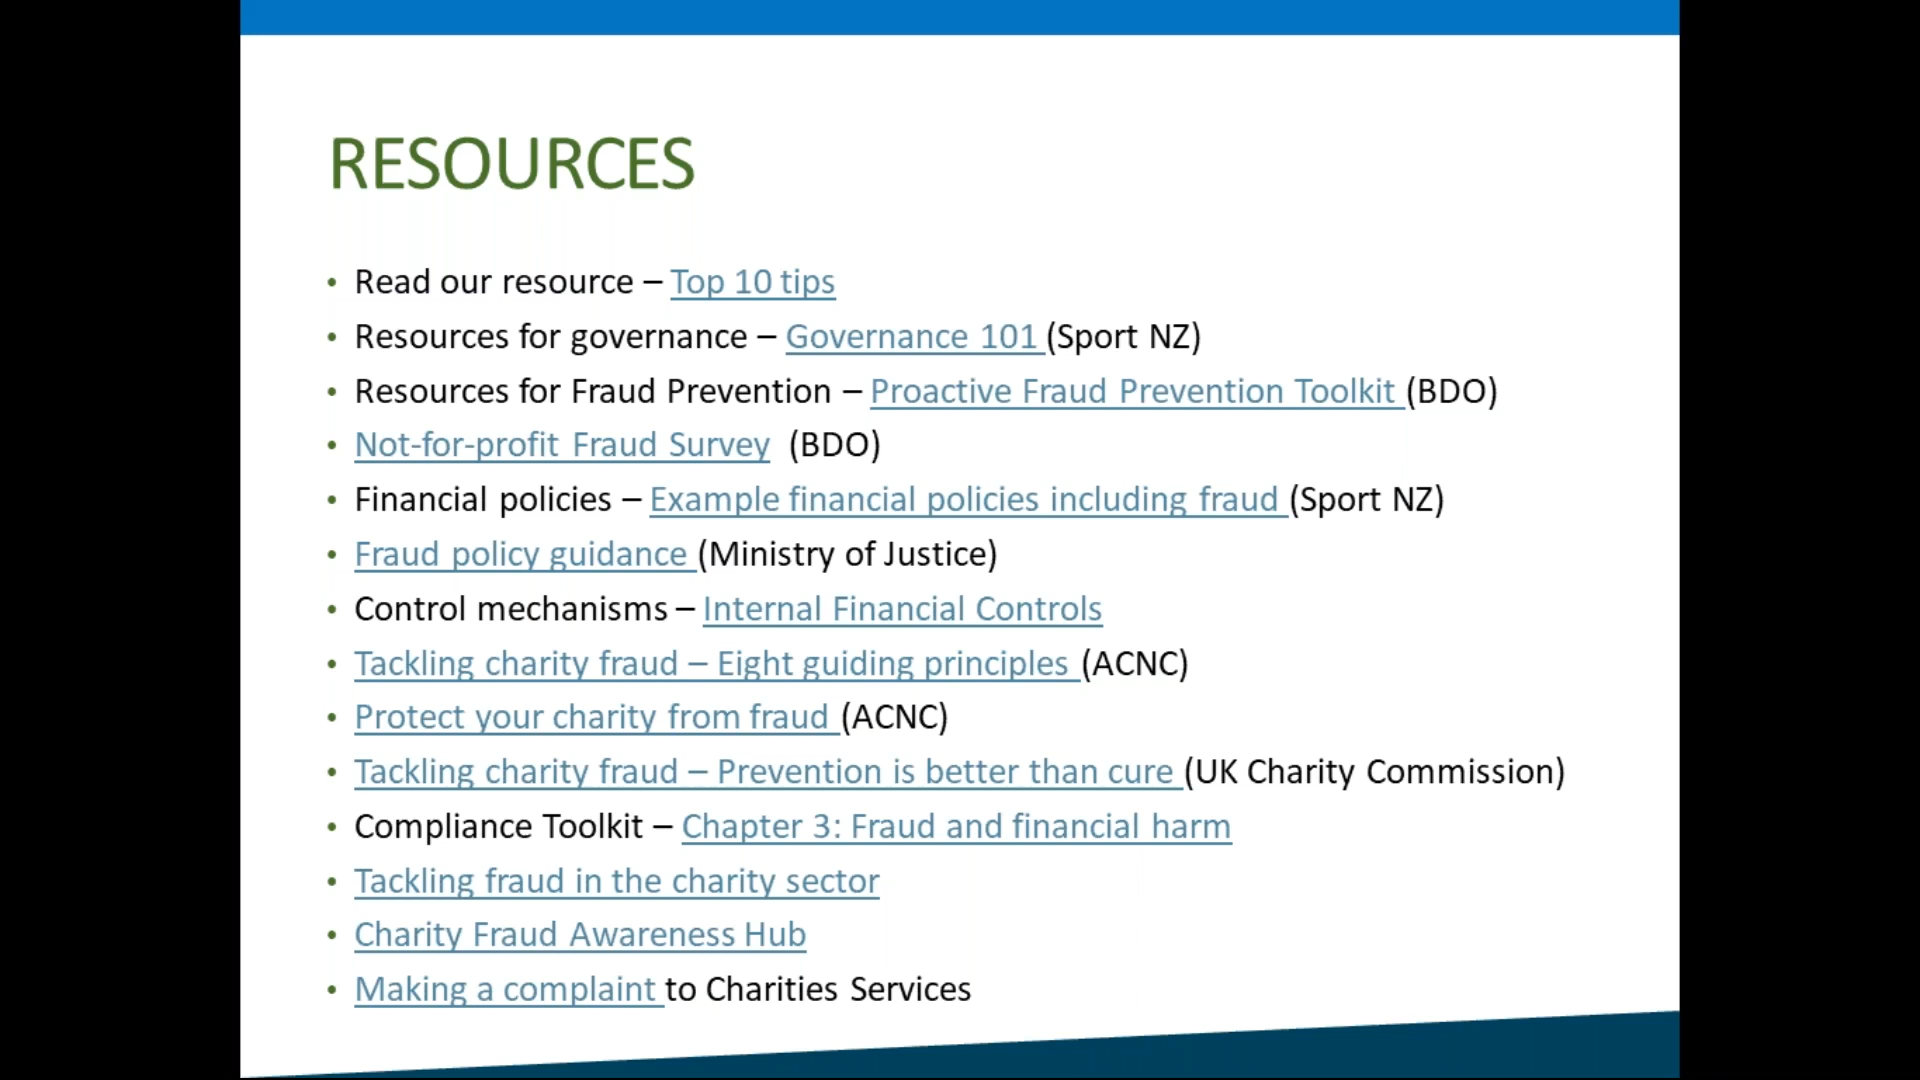 RESOURCES
• Read our resource – Top 10 tips
• Resources for governance – Governance 101 (Sport NZ)
• Resources for Fraud Prevention – Proactive Fraud Prevention Toolkit (BDO)
• Not-for-profit Fraud Survey (BDO)
• Financial policies – Example financial policies including fraud (Sport NZ)
• Fraud policy guidance (Ministry of Justice)
• Control mechanisms – Internal Financial Controls
• Tackling charity fraud – Eight guiding principles (ACNC)
• Protect your charity from fraud (ACNC)
• Tackling charity fraud – Prevention is better than cure (UK Charity Commission)
• Compliance Toolkit – Chapter 3: Fraud and financial harm
• Tackling fraud in the charity sector
• Charity Fraud Awareness Hub
• Making a complaint to Charities Services